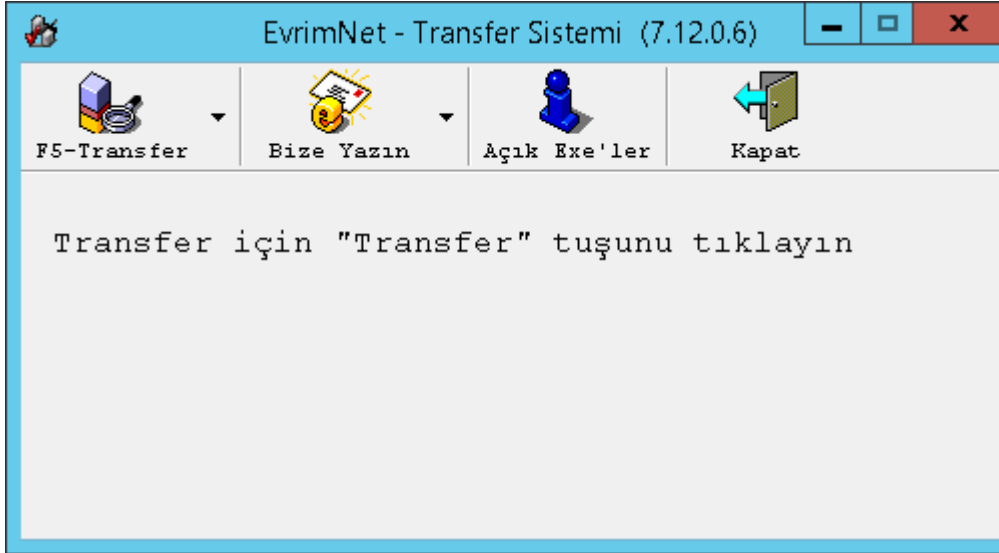 EvrimNet - Transfer Sistemi (7.12.0.6)
F5-Transfer Bize Yazın Açık Exe'ler Kapat
Transfer için "Transfer" tuşunu tıklayın